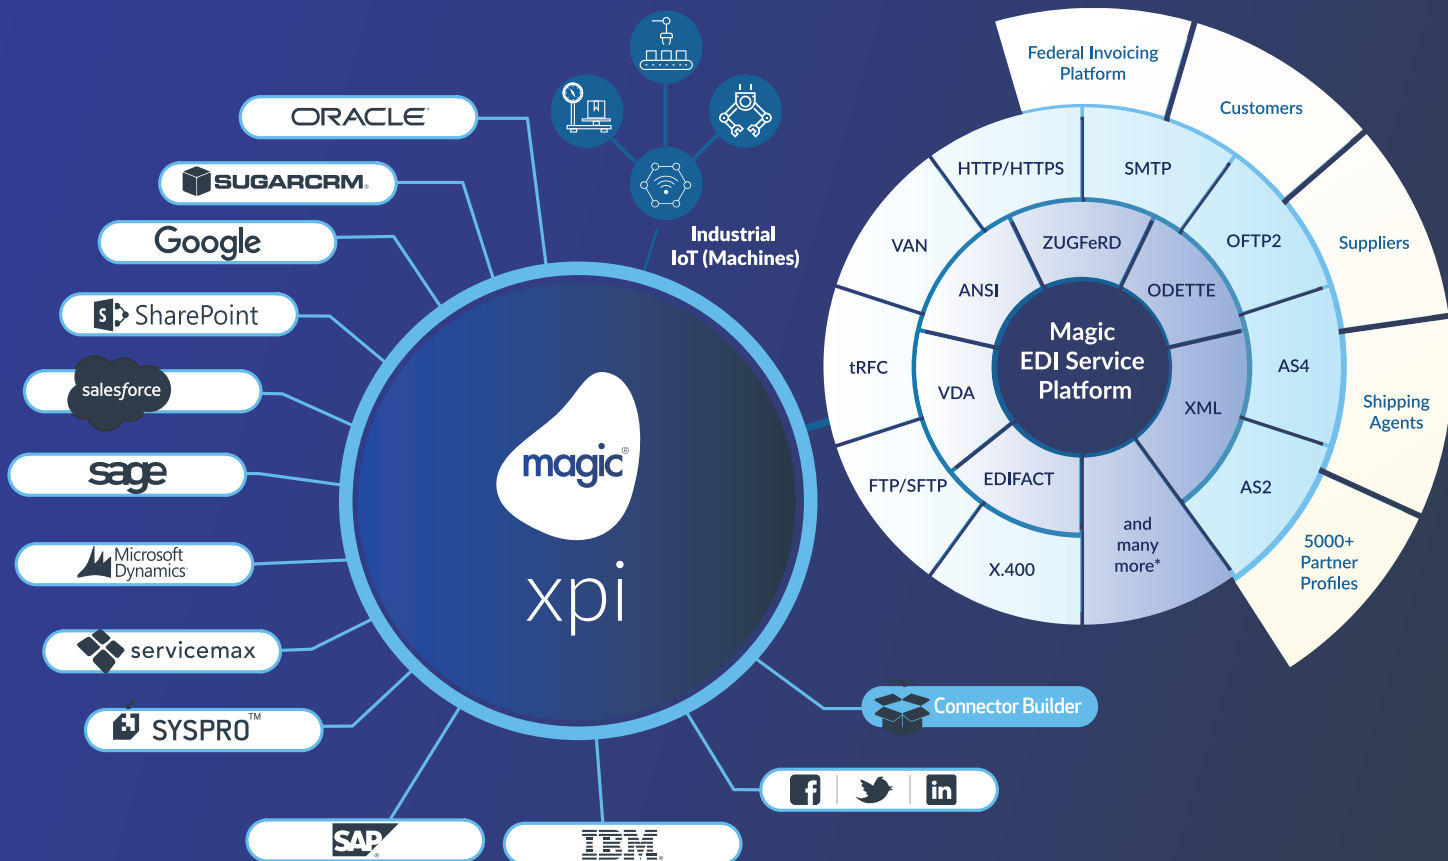 ORACLE
SUGARCRM®
Google
S SharePoint
salesforce
sage
Microsoft
Dynamics
servicemax
SYSPRO™
SAP®
IBM®
f in
Connector Builder
Industrial
IoT (Machines)
magic®
xpi
Magic
EDI Service
Platform
ZUGFeRD
ODETTE
XML
and
many
more*
EDIFACT
VDA
ANSI
HTTP/HTTPS
SMTP
OFTP2
AS4
AS2
X.400
FTP/SFTP
tRFC
VAN
Federal Invoicing
Platform
Customers
Suppliers
Shipping
Agents
5000+
Partner
Profiles